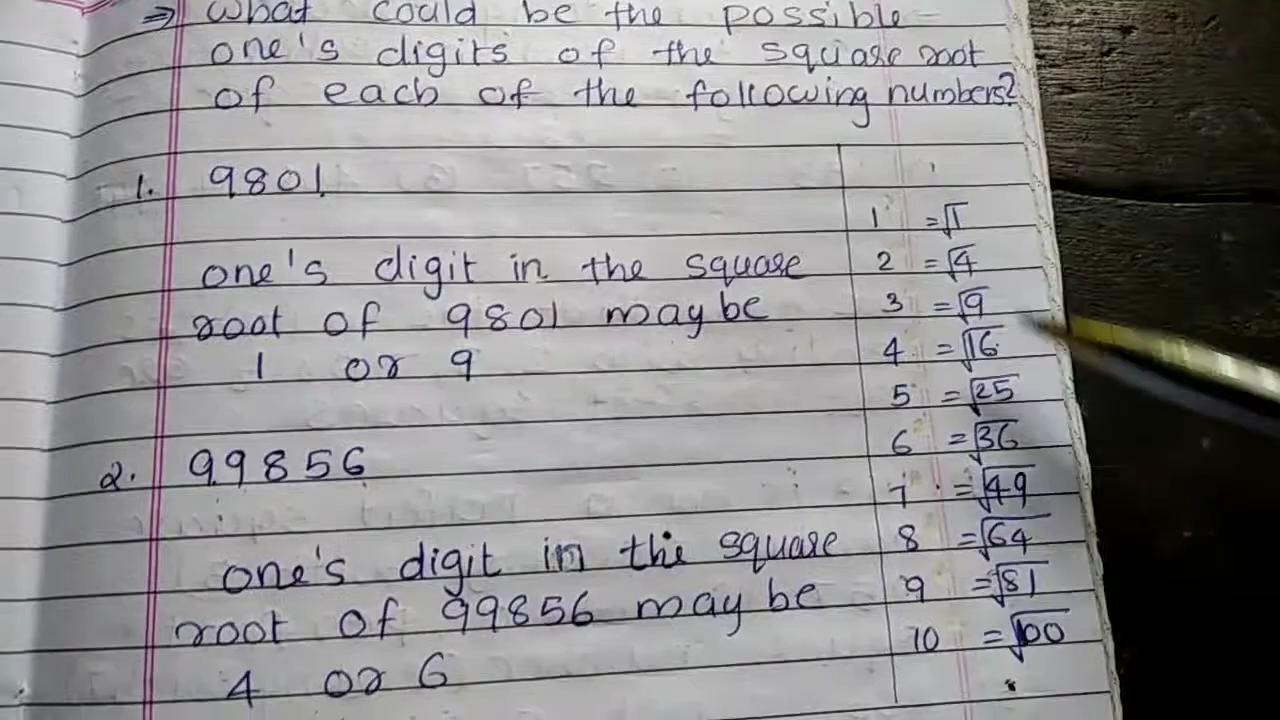 ⇒ What could be the possible
one's digits of the square root
of each of the following numbers?
1. 9801
one's digit in the square
root of 9801 may be
1 or 9
2. 99856
one's digit in the square
root of 99856 may be
4 or 6
1 = √1
2 = √4
3 = √9
4 = √16
5 = √25
6 = √36
7 = √49
8 = √64
9 = √81
10 = √100